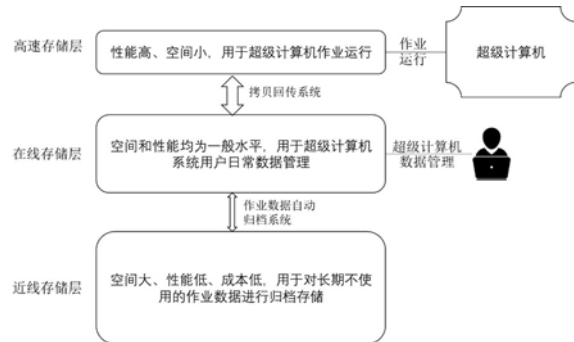 高速存储层
性能高、空间小，用于超级计算机作业运行
作业
运行
超级计算机
拷贝回传系统
在线存储层
空间和性能均为一般水平，用于超级计算机
系统用户日常数据管理
超级计算机
数据管理
作业数据自动
归档系统
近线存储层
空间大、性能低、成本低，用于对长期不使
用的作业数据进行归档存储